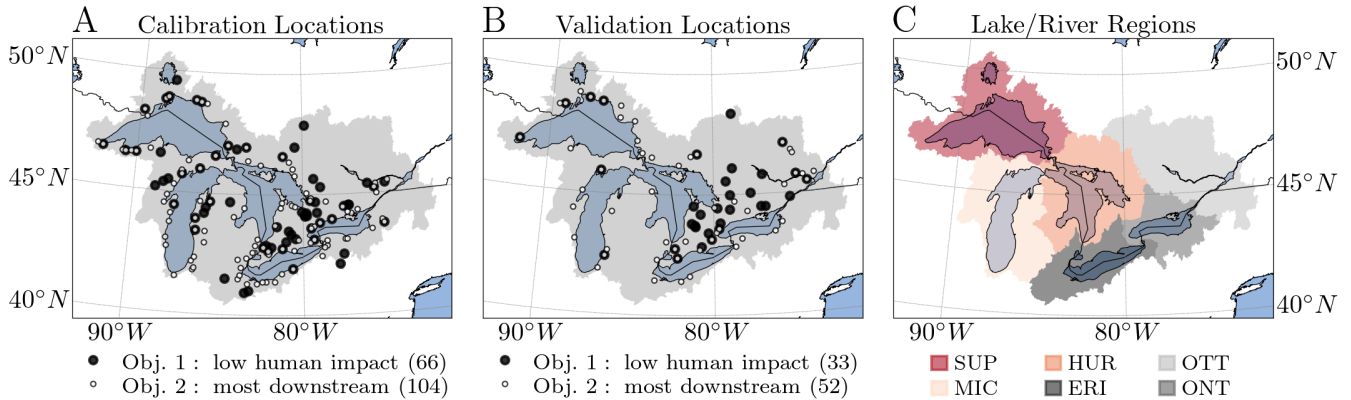 A Calibration Locations
B Validation Locations
C Lake/River Regions
50°N
45°N
40°N
90°W 80°W
90°W 80°W
90°W 80°W
50°N
45°N
40°N
Obj. 1 : low human impact (66)
Obj. 2 : most downstream (104)
Obj. 1 : low human impact (33)
Obj. 2 : most downstream (52)
SUP HUR OTT
MIC ERI ONT